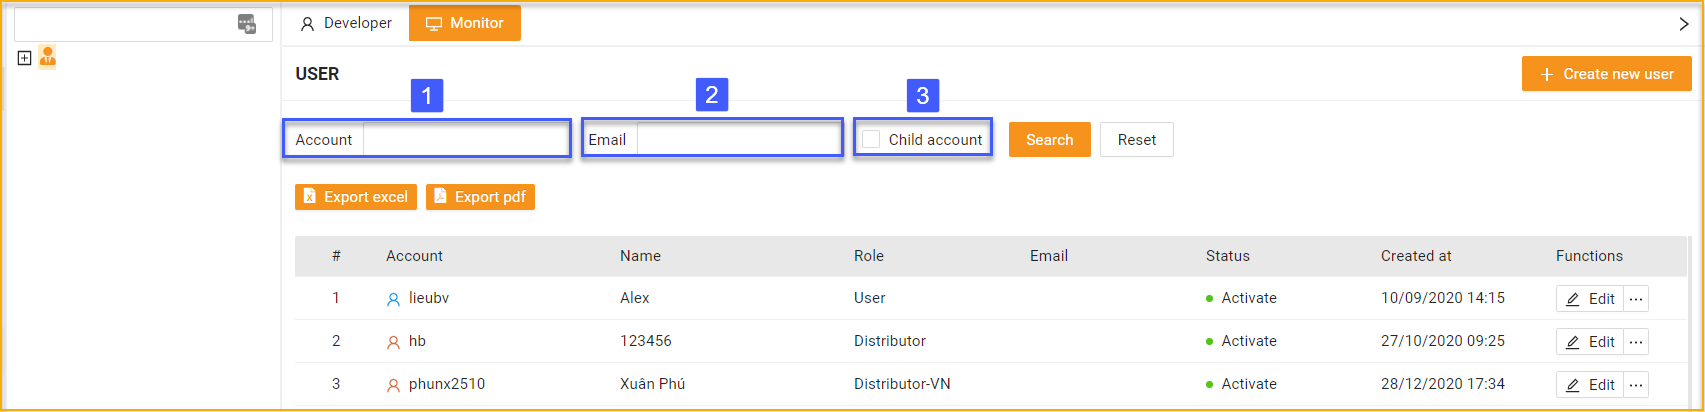 Developer Monitor
USER
+ Create new user
1 2 3
Account Email Child account Search Reset
Export excel Export pdf
# Account Name Role Email Status Created at Functions
1 lieubv Alex User Activate 10/09/2020 14:15 Edit ...
2 hb 123456 Distributor Activate 27/10/2020 09:25 Edit ...
3 phunx2510 Xuân Phú Distributor-VN Activate 28/12/2020 17:34 Edit ...